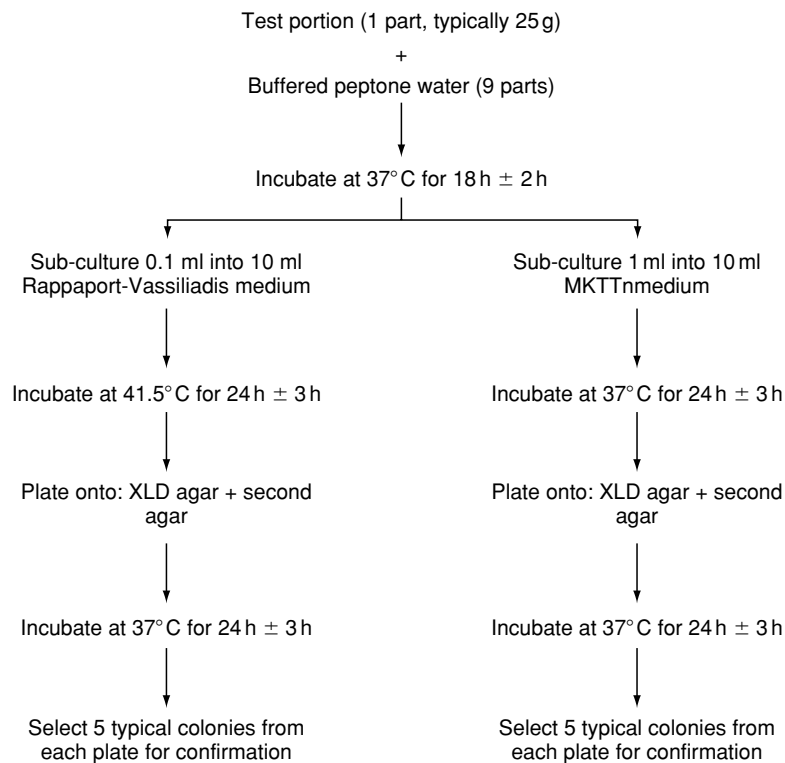 Test portion (1 part, typically 25 g)
+
Buffered peptone water (9 parts)
Incubate at 37°C for 18 h ± 2 h
Sub-culture 0.1 ml into 10 ml
Rappaport-Vassiliadis medium
Incubate at 41.5°C for 24 h ± 3 h
Plate onto: XLD agar + second
agar
Incubate at 37°C for 24 h ± 3 h
Select 5 typical colonies from
each plate for confirmation
Sub-culture 1 ml into 10 ml
MKTTnmedium
Incubate at 37°C for 24 h ± 3 h
Plate onto: XLD agar + second
agar
Incubate at 37°C for 24 h ± 3 h
Select 5 typical colonies from
each plate for confirmation